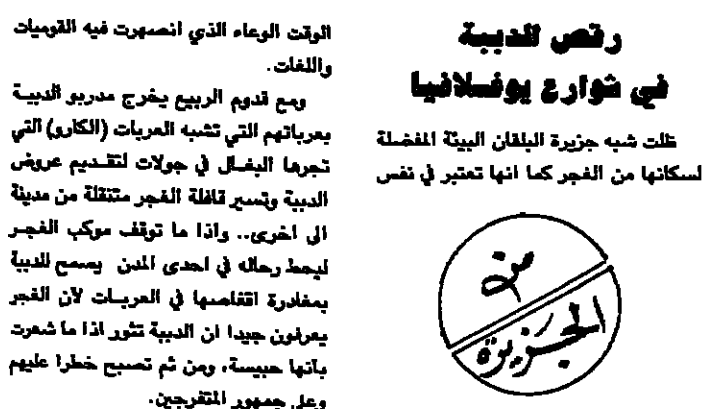 رقص الدببة
في شوارع يوغسلافيا
ظلت شبه جزيرة البلقان البيئة المفضلة
لسكانها من الغجر كما انها تعتبر في نفس
من
الجزيرة
الوقت الوعاء الذي انصهرت فيه القوميات
واللغات.
ومع قدوم الربيع يخرج مدربو الدببة
بعرباتهم التي تشبه العربات (الكارو) التي
تجرها البغال في جولات لتقديم عروض
الدببة وتسير قافلة الغجر متنقلة من مدينة
الى اخرى.. واذا ما توقف موكب الغجر
ليحط رحاله في احدى المدن يسمح للدببة
بمغادرة اقفاصها في العربات لأن الغجر
يعرفون جيدا ان الدببة تثور اذا ما شعرت
بأنها حبيسة، ومن ثم تصبح خطرا عليهم
وعلى جمهور المتفرجين.